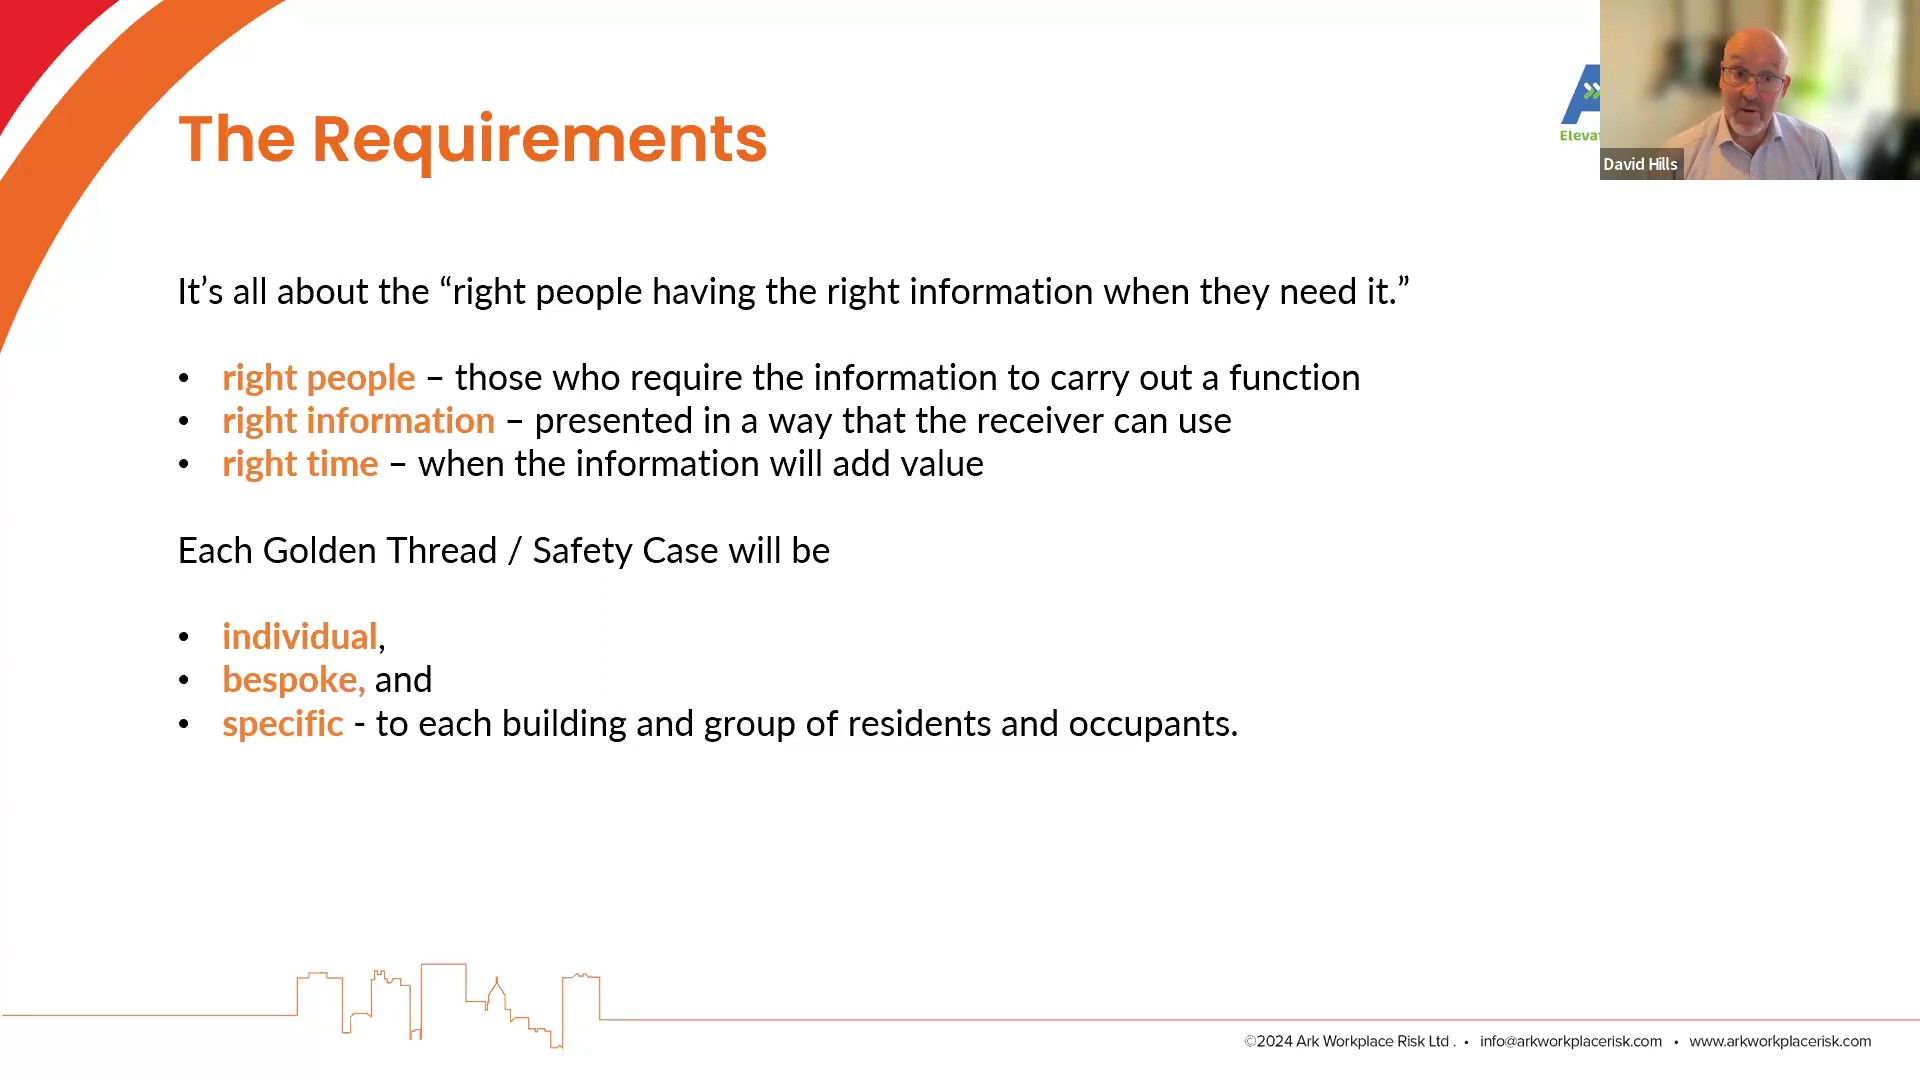 The Requirements
David Hills
It’s all about the “right people having the right information when they need it.”
• right people – those who require the information to carry out a function
• right information – presented in a way that the receiver can use
• right time – when the information will add value
Each Golden Thread / Safety Case will be
• individual,
• bespoke, and
• specific - to each building and group of residents and occupants.
©2024 Ark Workplace Risk Ltd . • info@arkworkplacerisk.com • www.arkworkplacerisk.com